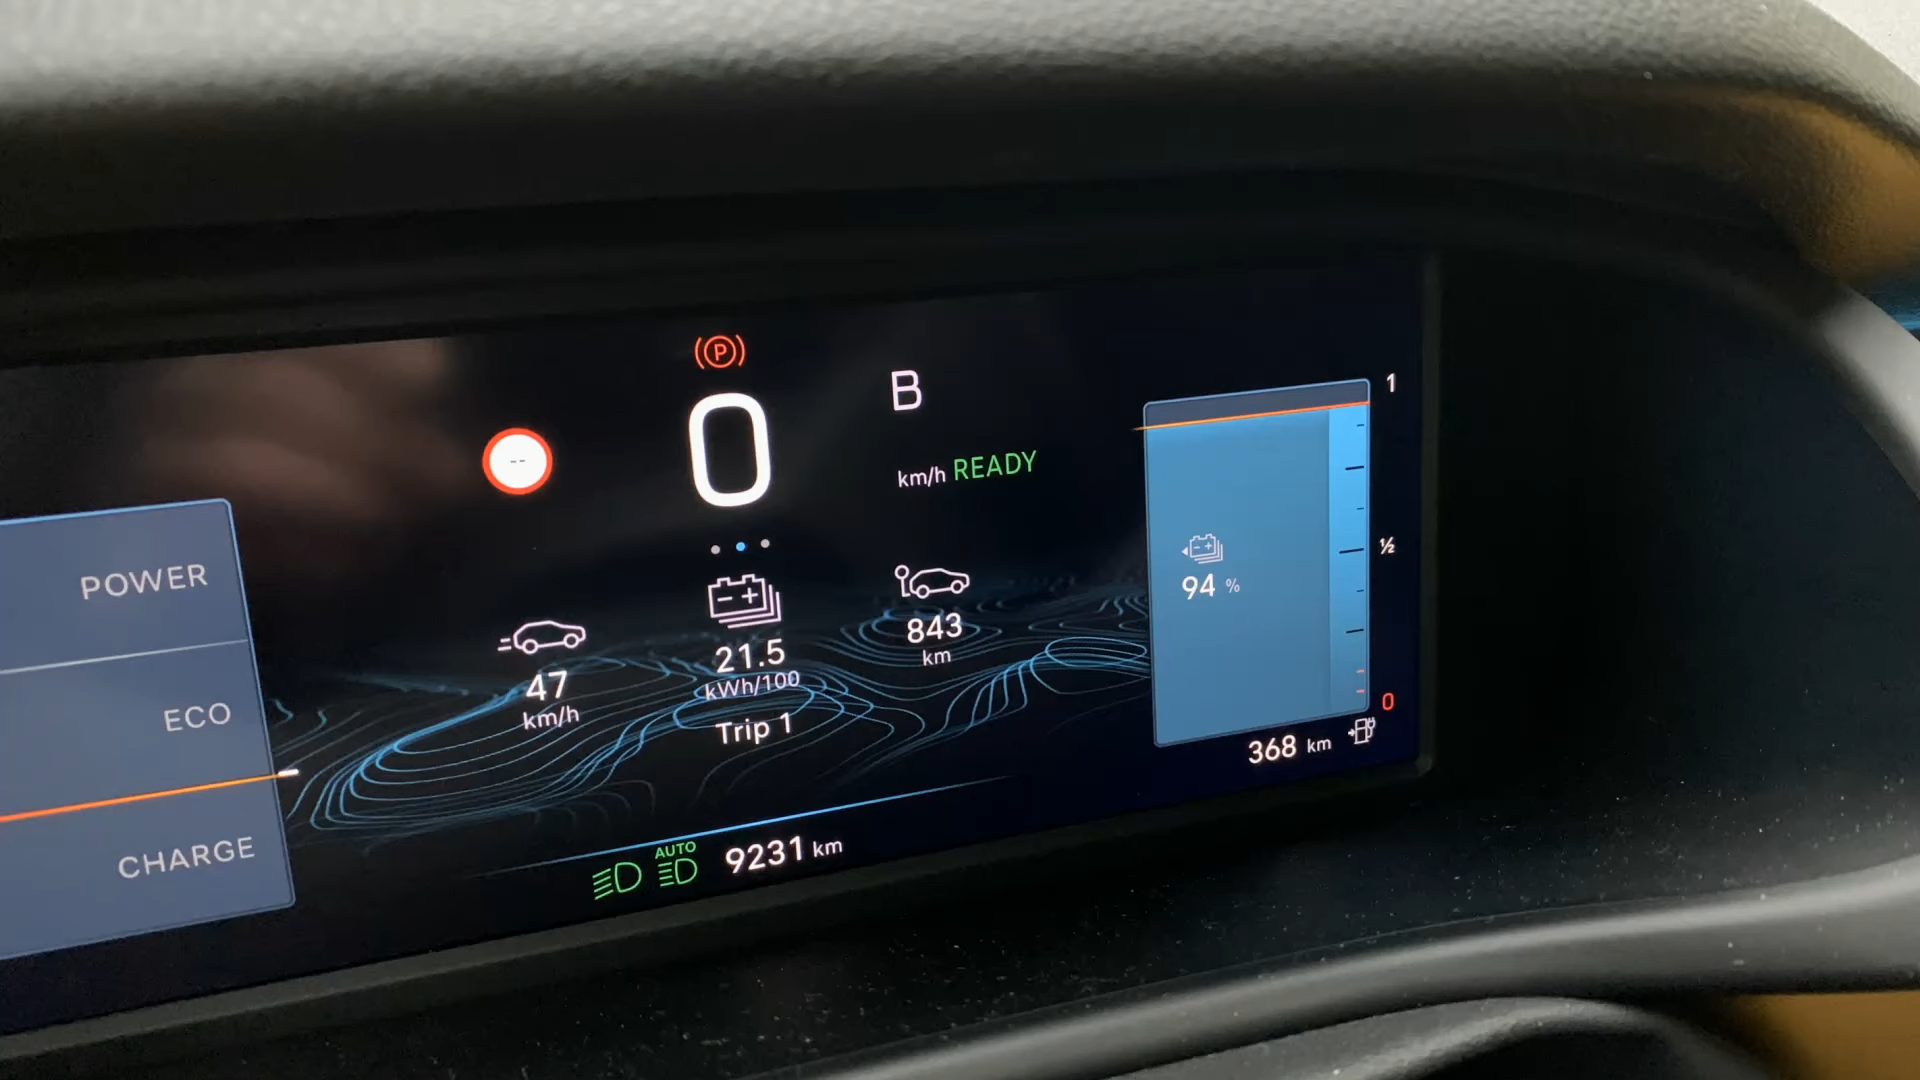 (P)
0
B
km/h READY
--
POWER
ECO
CHARGE
47
km/h
21.5
kWh/100
Trip 1
843
km
94 %
1
½
0
368 km
AUTO
9231 km